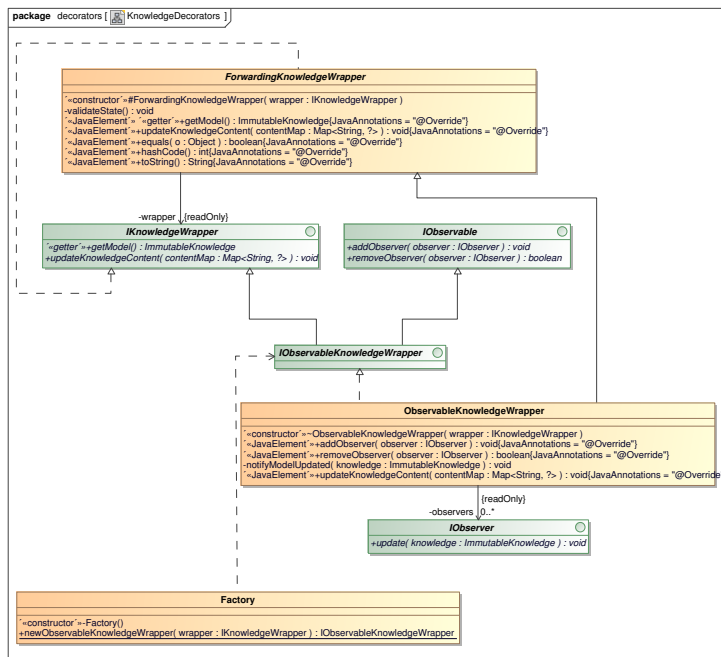 package decorators [ KnowledgeDecorators ]
ForwardingKnowledgeWrapper
´«constructor´»#ForwardingKnowledgeWrapper( wrapper : IKnowledgeWrapper )
-validateState() : void
´«JavaElement´» ´«getter´»+getModel() : ImmutableKnowledge{JavaAnnotations = "@Override"}
´«JavaElement´»+updateKnowledgeContent( contentMap : Map<String, ?> ) : void{JavaAnnotations = "@Override"}
´«JavaElement´»+equals( o : Object ) : boolean{JavaAnnotations = "@Override"}
´«JavaElement´»+hashCode() : int{JavaAnnotations = "@Override"}
´«JavaElement´»+toString() : String{JavaAnnotations = "@Override"}
-wrapper {readOnly}
IKnowledgeWrapper
´«getter´»+getModel() : ImmutableKnowledge
+updateKnowledgeContent( contentMap : Map<String, ?> ) : void
IObservable
+addObserver( observer : IObserver ) : void
+removeObserver( observer : IObserver ) : boolean
IObservableKnowledgeWrapper
ObservableKnowledgeWrapper
´«constructor´»~ObservableKnowledgeWrapper( wrapper : IKnowledgeWrapper )
´«JavaElement´»+addObserver( observer : IObserver ) : void{JavaAnnotations = "@Override"}
´«JavaElement´»+removeObserver( observer : IObserver ) : boolean{JavaAnnotations = "@Override"}
-notifyModelUpdated( knowledge : ImmutableKnowledge ) : void
´«JavaElement´»+updateKnowledgeContent( contentMap : Map<String, ?> ) : void{JavaAnnotations = "@Override
{readOnly}
-observers 0..*
IObserver
+update( knowledge : ImmutableKnowledge ) : void
Factory
´«constructor´»-Factory()
+newObservableKnowledgeWrapper( wrapper : IKnowledgeWrapper ) : IObservableKnowledgeWrapper